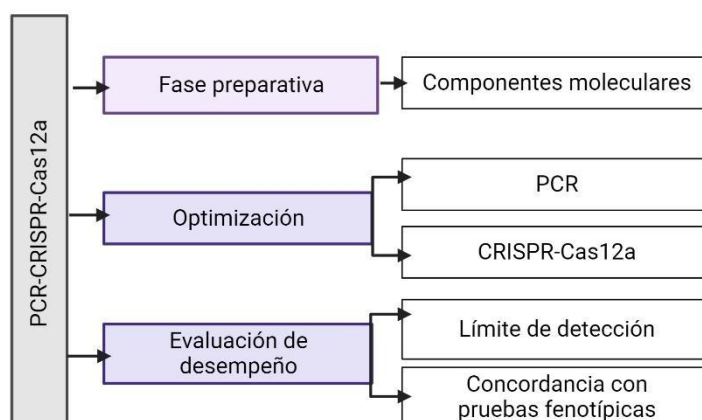 PCR-CRISPR-Cas12a
Fase preparativa
Componentes moleculares
Optimización
PCR
CRISPR-Cas12a
Evaluación de
desempeño
Límite de detección
Concordancia con
pruebas fenotípicas